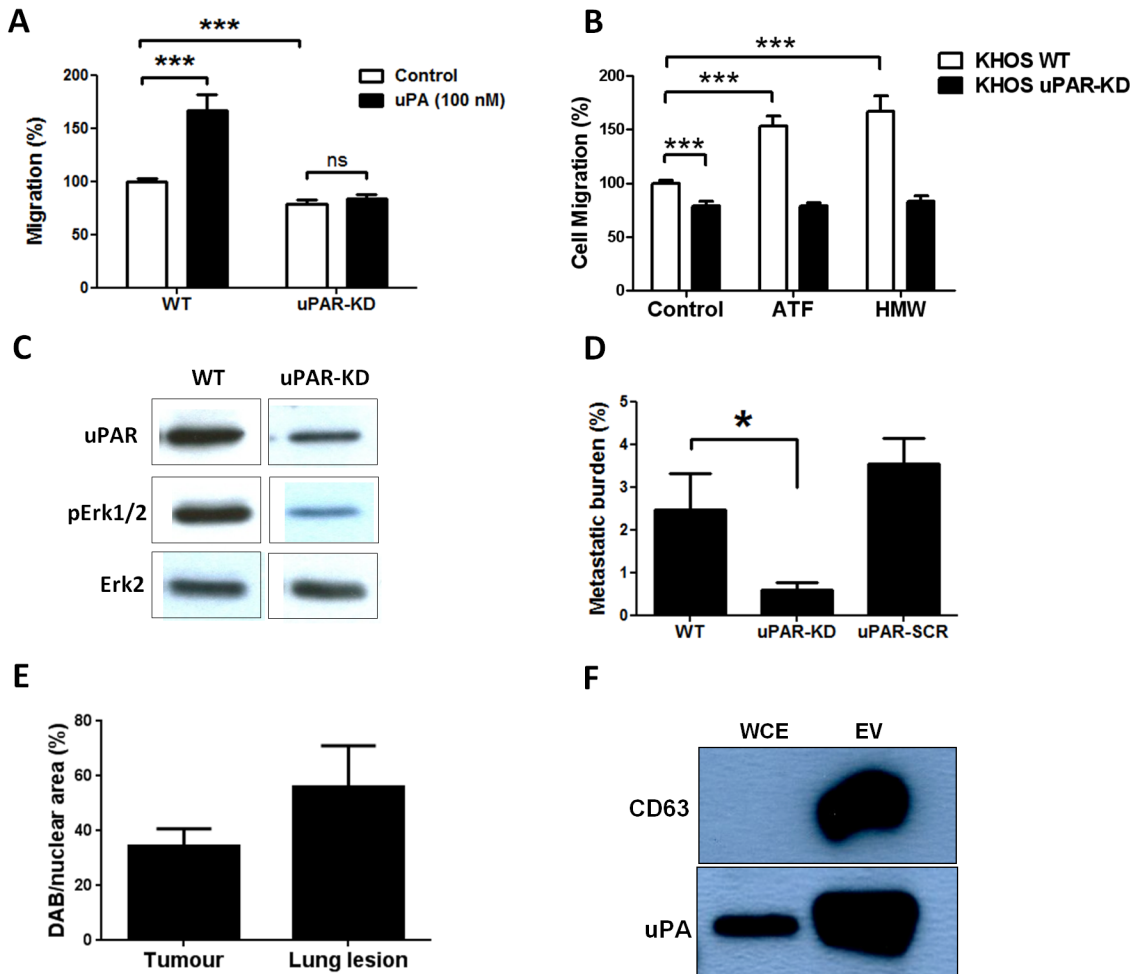 A
***
***
ns
Control
uPA (100 nM)
Migration (%)
200
150
100
50
0
WT
uPAR-KD
B
***
***
***
KHOS WT
KHOS uPAR-KD
Cell Migration (%)
200
150
100
50
0
Control
ATF
HMW
C
WT
uPAR-KD
uPAR
pErk1/2
Erk2
D
*
Metastatic burden (%)
5
4
3
2
1
0
WT
uPAR-KD
uPAR-SCR
E
DAB/nuclear area (%)
80
60
40
20
0
Tumour
Lung lesion
F
WCE
EV
CD63
uPA